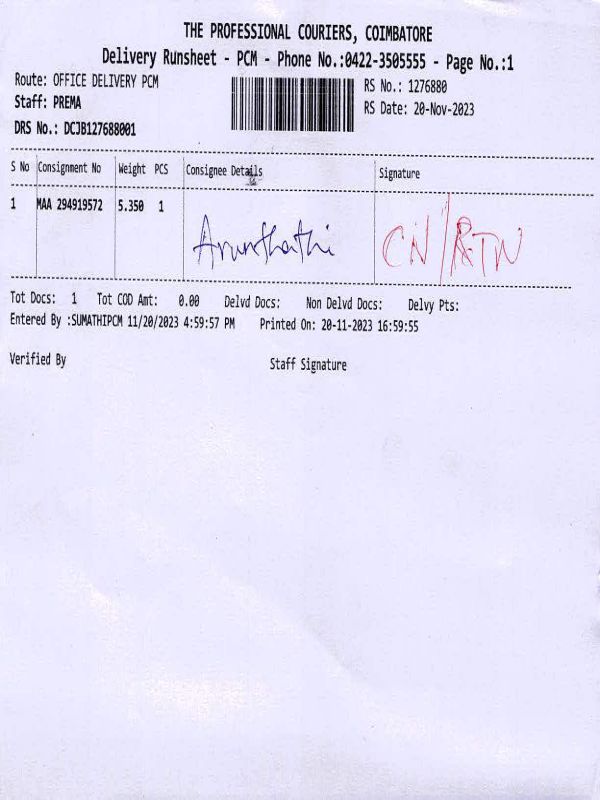 THE PROFESSIONAL COURIERS, COIMBATORE
Delivery Runsheet - PCM - Phone No.:0422-3505555 - Page No.:1
Route: OFFICE DELIVERY PCM
RS No.: 1276880
Staff: PREMA
RS Date: 20-Nov-2023
DRS No.: DCJB127688001
S No Consignment No Weight PCS Consignee Details Signature
1 MAA 294919572 5.350 1
Arunthathi CN/RTN
Tot Docs: 1 Tot COD Amt: 0.00 Delvd Docs: Non Delvd Docs: Delvy Pts:
Entered By :SUMATHIPCM 11/20/2023 4:59:57 PM Printed On: 20-11-2023 16:59:55
Verified By Staff Signature